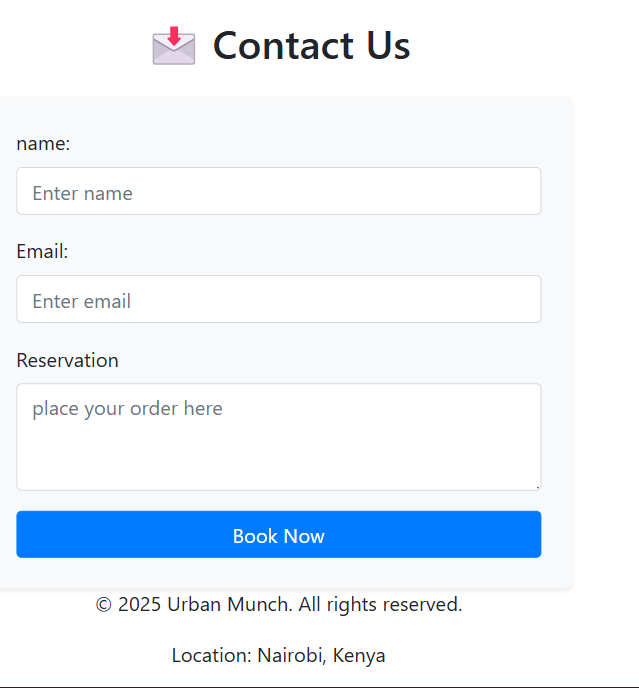 Contact Us
name:
Enter name
Email:
Enter email
Reservation
place your order here
Book Now
© 2025 Urban Munch. All rights reserved.
Location: Nairobi, Kenya